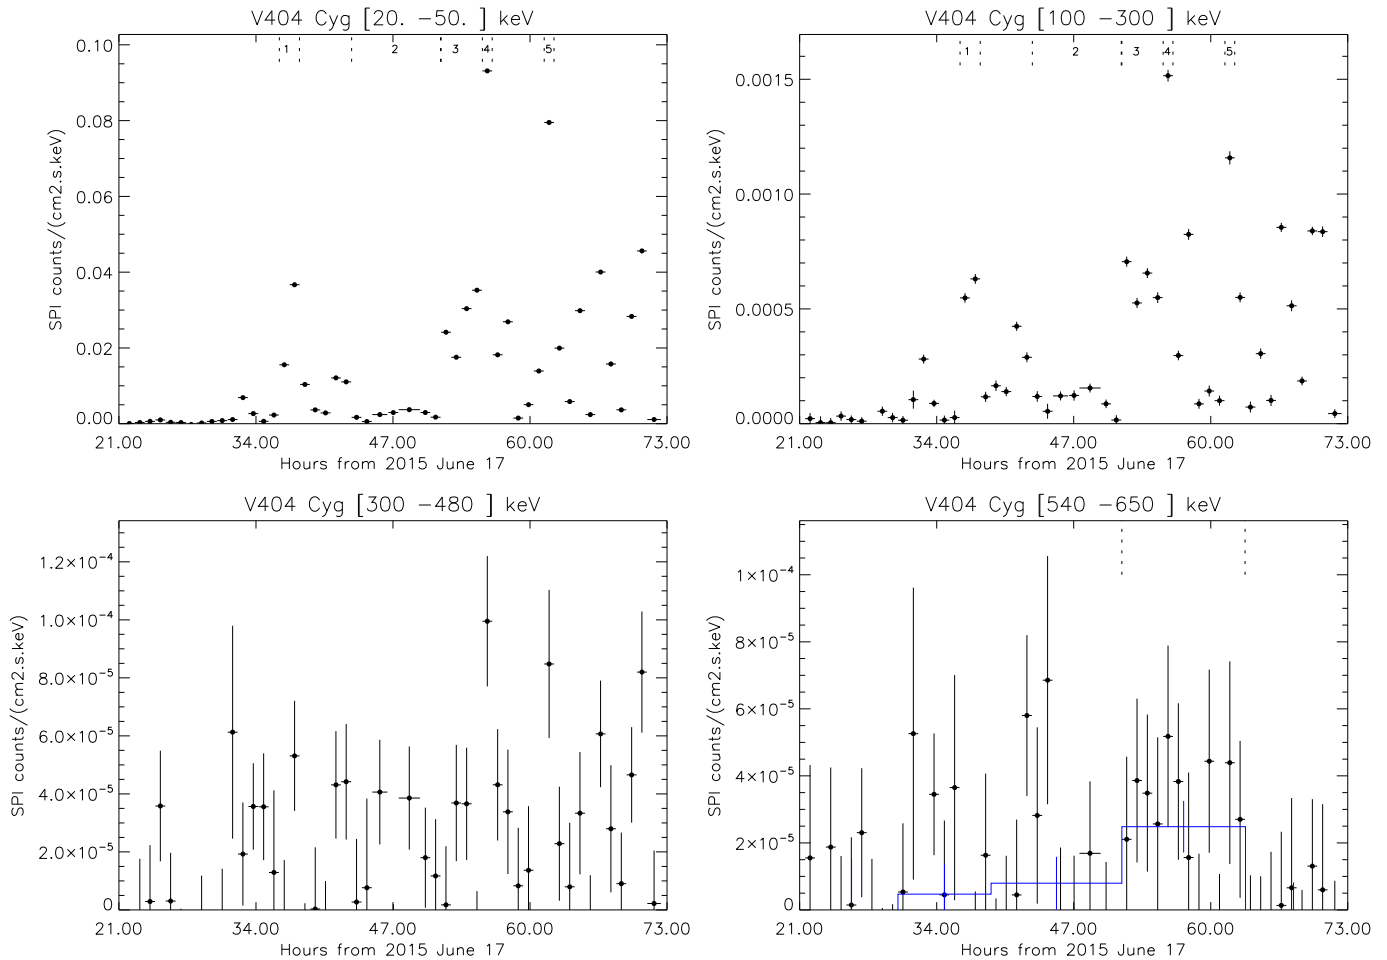 V404 Cyg [20. −50. ] keV
1 2 3 4 5
0.10
0.08
0.06
0.04
0.02
0.00
SPI counts/(cm2.s.keV)
21.00 34.00 47.00 60.00 73.00
Hours from 2015 June 17
V404 Cyg [100 −300 ] keV
1 2 3 4 5
0.0015
0.0010
0.0005
0.0000
SPI counts/(cm2.s.keV)
21.00 34.00 47.00 60.00 73.00
Hours from 2015 June 17
V404 Cyg [300 −480 ] keV
1.2×10⁻⁴
1.0×10⁻⁴
8.0×10⁻⁵
6.0×10⁻⁵
4.0×10⁻⁵
2.0×10⁻⁵
0
SPI counts/(cm2.s.keV)
21.00 34.00 47.00 60.00 73.00
Hours from 2015 June 17
V404 Cyg [540 −650 ] keV
1×10⁻⁴
8×10⁻⁵
6×10⁻⁵
4×10⁻⁵
2×10⁻⁵
0
SPI counts/(cm2.s.keV)
21.00 34.00 47.00 60.00 73.00
Hours from 2015 June 17